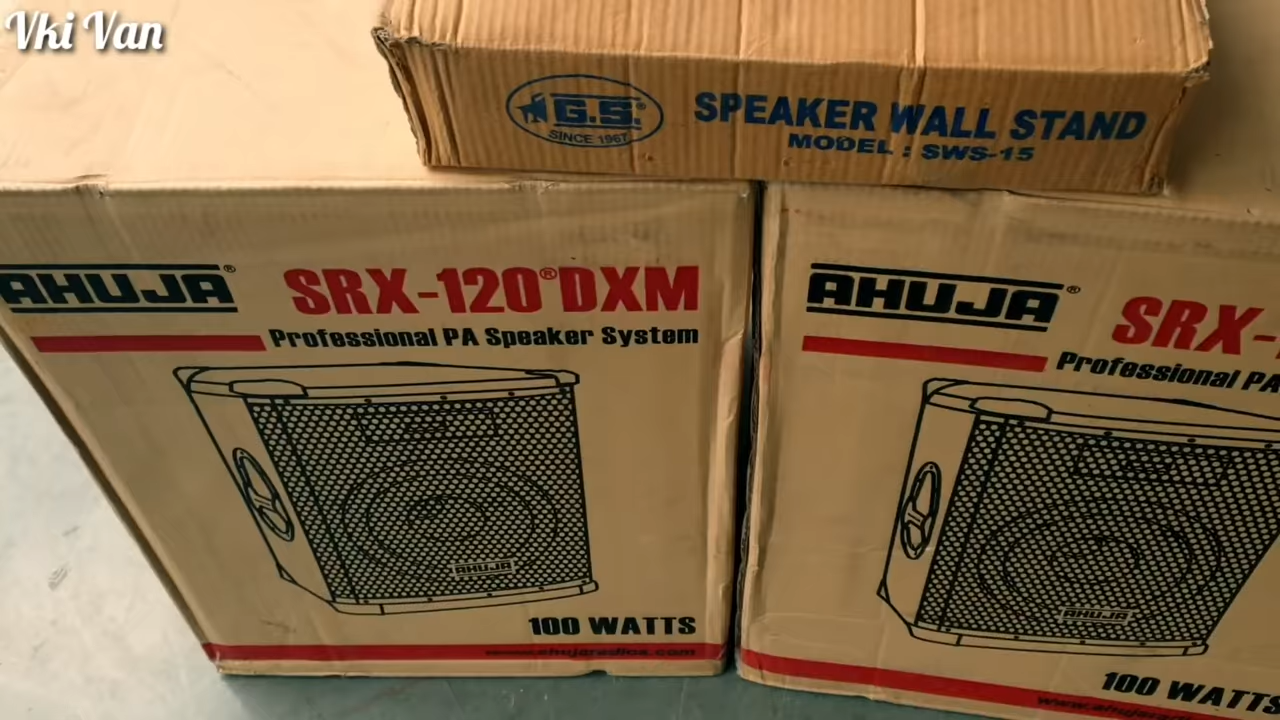 Vki Van
G.S.®
SINCE 1967
SPEAKER WALL STAND
MODEL : SWS-15
AHUJA®
SRX-120®DXM
Professional PA Speaker System
AHUJA
100 WATTS
www.ahujaradios.com
AHUJA®
SRX-
Professional PA
AHUJA
100 WATTS